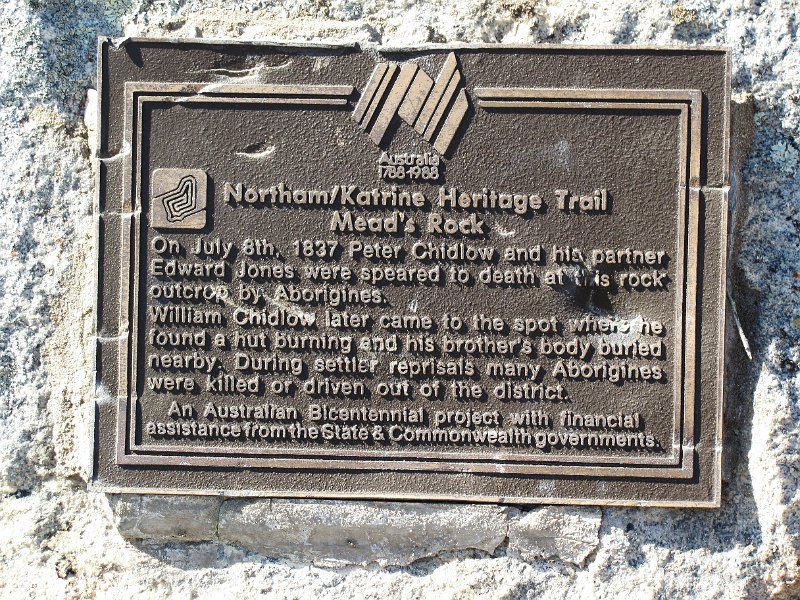 Australia
1788-1988
Northam/Katrine Heritage Trail
Mead's Rock
On July 8th, 1837 Peter Chidlow and his partner
Edward Jones were speared to death at this rock
outcrop by Aborigines.
William Chidlow later came to the spot where he
found a hut burning and his brother's body buried
nearby. During settler reprisals many Aborigines
were killed or driven out of the district.
An Australian Bicentennial project with financial
assistance from the State & Commonwealth governments.